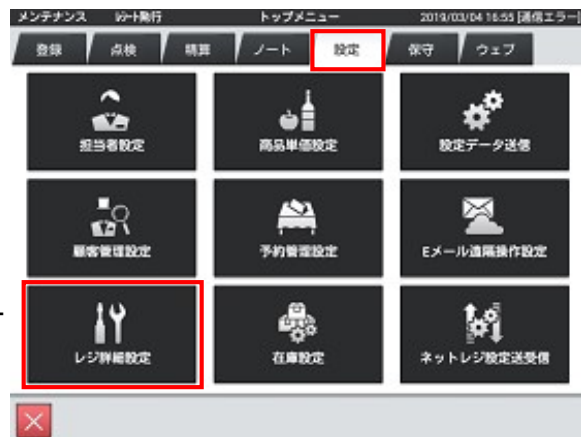 メンテナンス ﾚｼｰﾄ発行 トップメニュー 2019/03/04 16:55 [通信エラー
登録 点検 精算 ノート 設定 保守 ウェブ
担当者設定 商品単価設定 設定データ送信
顧客管理設定 予約管理設定 Eメール遠隔操作設定
レジ詳細設定 在庫設定 ネットレジ設定送受信